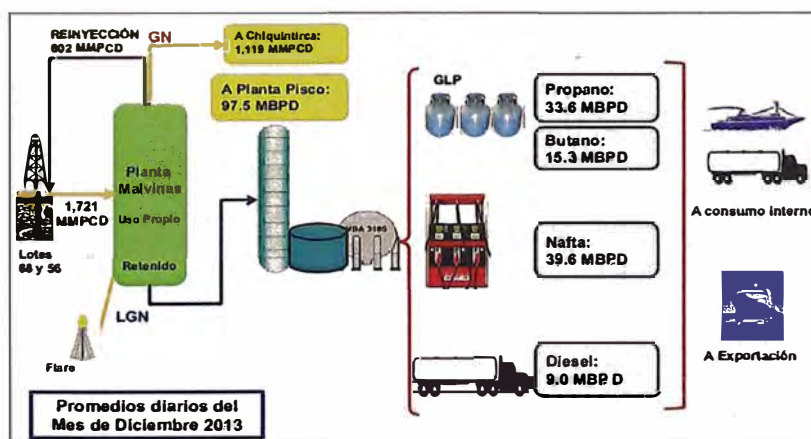 REINYECCIÓN
602 MMPCD
GN
A Chiquintirca:
1,119 MMPCD
A Planta Pisco:
97.5 MBPD
GLP
Propano:
33.6 MBPD
Butano:
15.3 MBPD
Planta
Malvinas
Uso Propio
Retenido
1,721
MMPCD
Lotes
88 y 56
LGN
Flare
Nafta:
39.6 MBPD
Diesel:
9.0 MBPD
A consumo interno
A Exportación
Promedios diarios del
Mes de Diciembre 2013